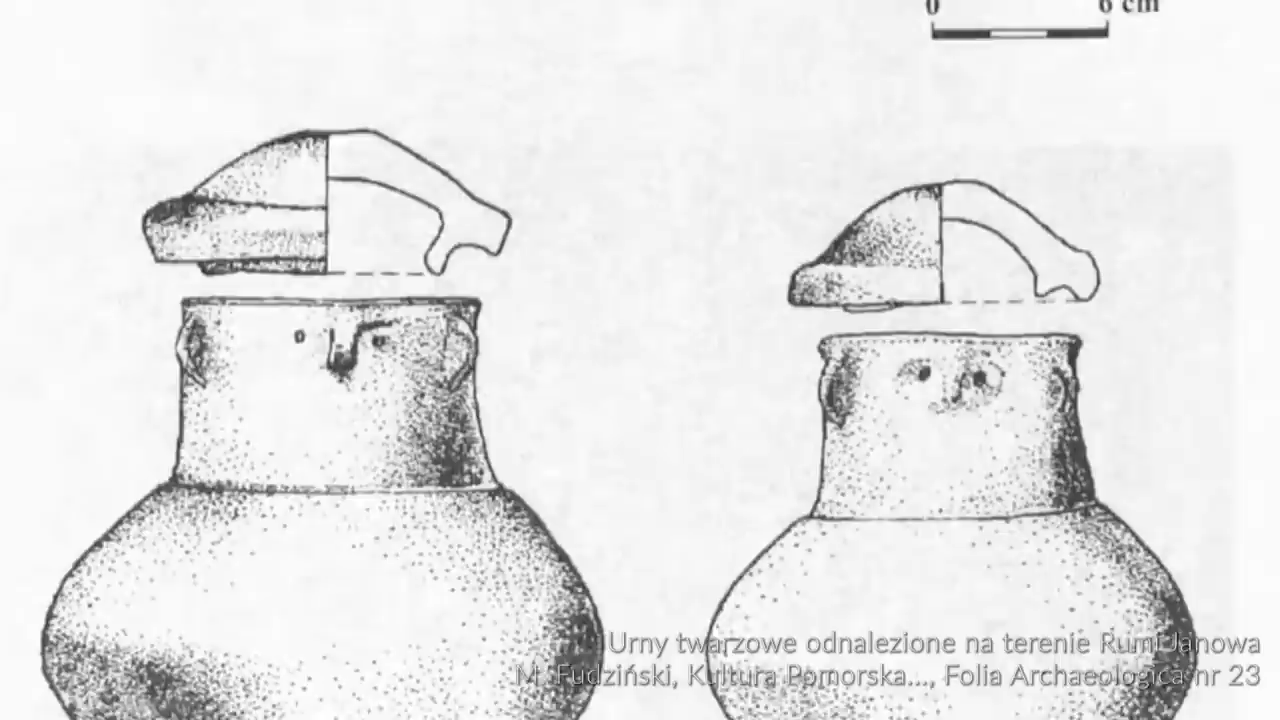 0 6 cm
Urny twarzowe odnalezione na terenie Rumi Janowa
M. Fudziński, Kultura Pomorska..., Folia Archaeologica nr 23